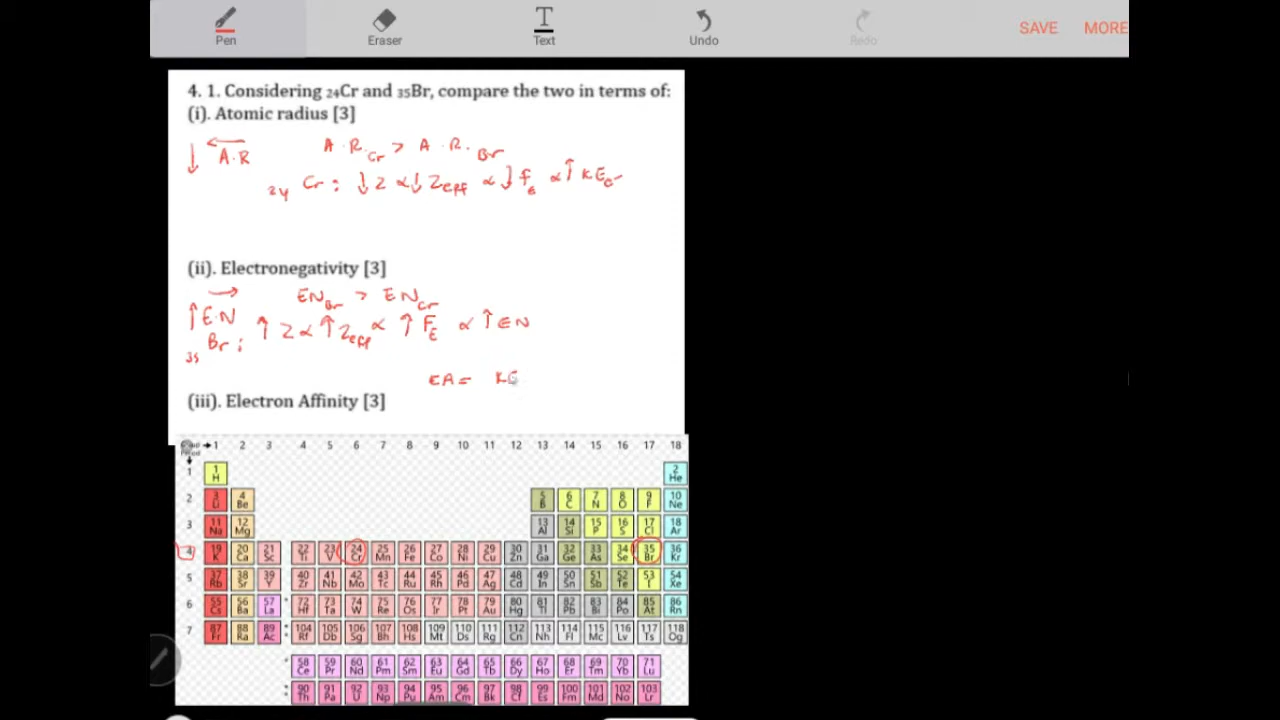 Pen Eraser Text Undo Redo SAVE MORE
4. 1. Considering ₂₄Cr and ₃₅Br, compare the two in terms of:
(i). Atomic radius [3]
↓ ← A.R A.R.Cr > A.R.Br
24 Cr: ↓Z ∝ ↓Zeff ∝ ↓Fe ∝ ↑KEe-
(ii). Electronegativity [3]
↑ → E.N ENBr > ENCr
35 Br: ↑Z ∝ ↑Zeff ∝ ↑FE ∝ ↑EN
EA = KE
(iii). Electron Affinity [3]
1 2 3 4 5 6 7 8 9 10 11 12 13 14 15 16 17 18
1 1 H 2 He
2 3 Li 4 Be 5 B 6 C 7 N 8 O 9 F 10 Ne
3 11 Na 12 Mg 13 Al 14 Si 15 P 16 S 17 Cl 18 Ar
4 19 K 20 Ca 21 Sc 22 Ti 23 V 24 Cr 25 Mn 26 Fe 27 Co 28 Ni 29 Cu 30 Zn 31 Ga 32 Ge 33 As 34 Se 35 Br 36 Kr
5 37 Rb 38 Sr 39 Y 40 Zr 41 Nb 42 Mo 43 Tc 44 Ru 45 Rh 46 Pd 47 Ag 48 Cd 49 In 50 Sn 51 Sb 52 Te 53 I 54 Xe
6 55 Cs 56 Ba 57 La * 72 Hf 73 Ta 74 W 75 Re 76 Os 77 Ir 78 Pt 79 Au 80 Hg 81 Tl 82 Pb 83 Bi 84 Po 85 At 86 Rn
7 87 Fr 88 Ra 89 Ac ** 104 Rf 105 Db 106 Sg 107 Bh 108 Hs 109 Mt 110 Ds 111 Rg 112 Cn 113 Nh 114 Fl 115 Mc 116 Lv 117 Ts 118 Og
* 58 Ce 59 Pr 60 Nd 61 Pm 62 Sm 63 Eu 64 Gd 65 Tb 66 Dy 67 Ho 68 Er 69 Tm 70 Yb 71 Lu
** 90 Th 91 Pa 92 U 93 Np 94 Pu 95 Am 96 Cm 97 Bk 98 Cf 99 Es 100 Fm 101 Md 102 No 103 Lr